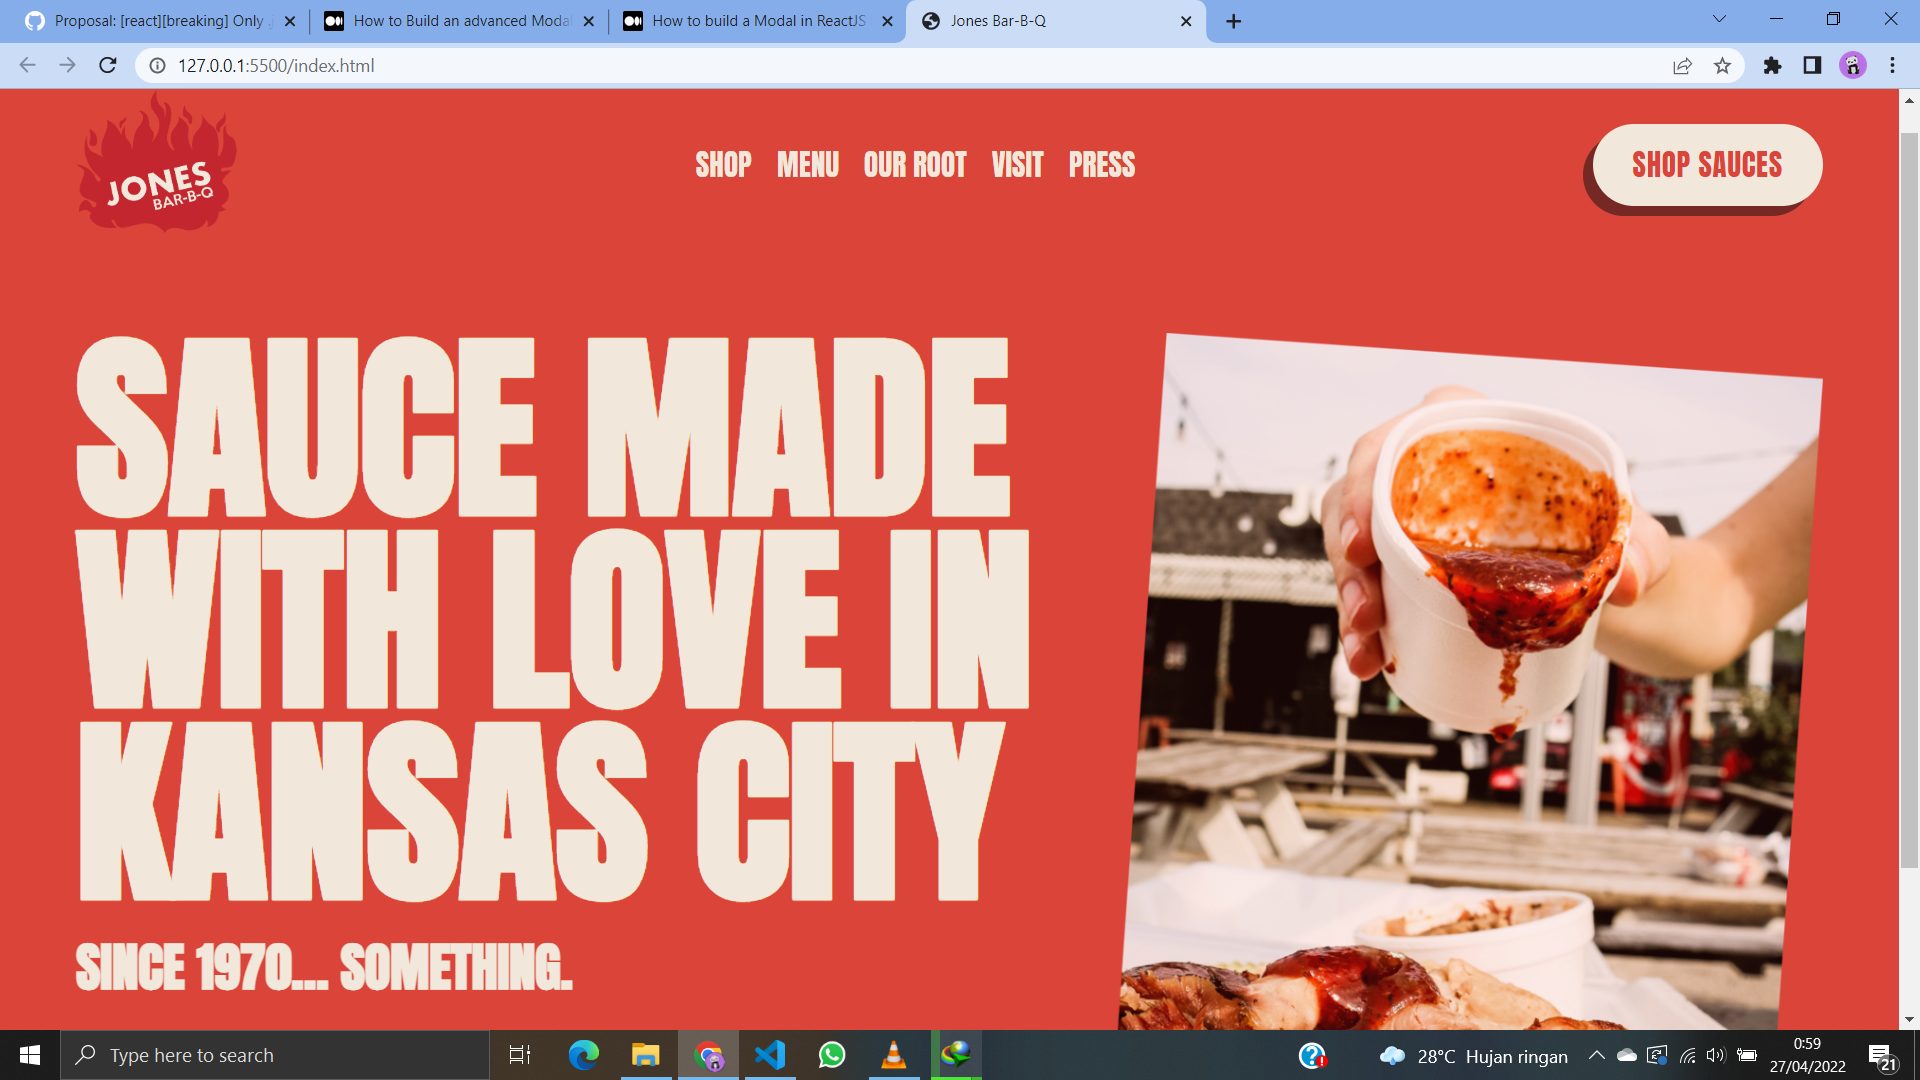 Proposal: [react][breaking] Only .j
How to Build an advanced Modal
How to build a Modal in ReactJS
Jones Bar-B-Q
127.0.0.1:5500/index.html
JONES
BAR-B-Q
SHOP MENU OUR ROOT VISIT PRESS
SHOP SAUCES
SAUCE MADE
WITH LOVE IN
KANSAS CITY
SINCE 1970... SOMETHING.
Type here to search
28°C Hujan ringan
0:59
27/04/2022
21